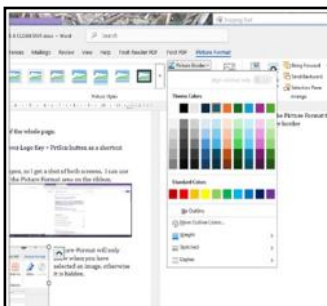 Word
Search
Mailings
Review
View
Help
Foxit Reader PDF
Foxit PDF
Picture Format
Picture Border
Bring Forward
Send Backward
Selection Pane
Picture Styles
Arrange
Theme Colors
Standard Colors
No Outline
More Outline Colors...
Weight
Sketched
Dashes
of the whole page.
Logo Key + PrtScn button as a shortcut
so I get a shot of both screens. I can use
the Picture Format area on the ribbon.
Format will only
when you have
selected an image, otherwise
it is hidden.
Picture Format
border